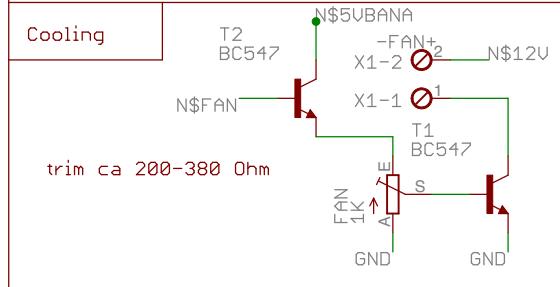 Cooling
N$5VBANA
T2
BC547
-FAN+
2
X1-2
N$12V
X1-1
1
N$FAN
T1
BC547
trim ca 200-380 Ohm
E
S
FAN
1K
A
GND
GND